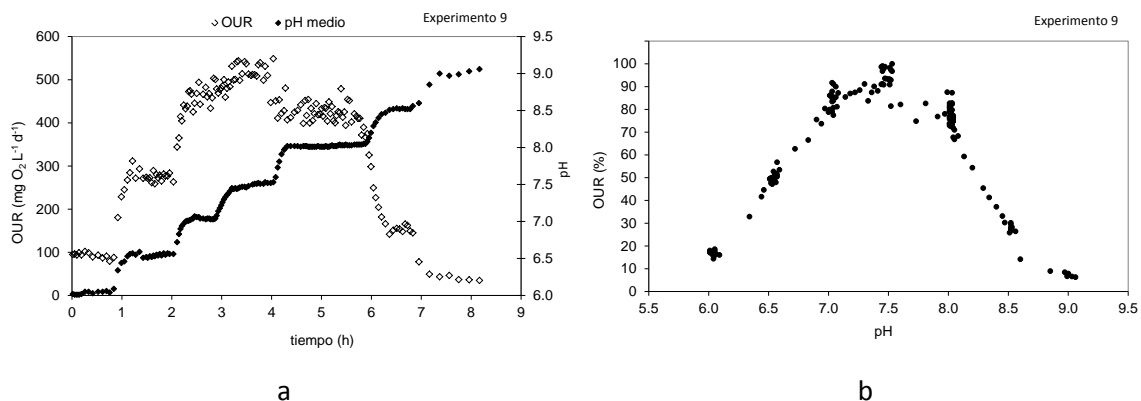 OUR pH medio Experimento 9
600
500
400
300
200
100
0
9.5
9.0
8.5
8.0
7.5
7.0
6.5
6.0
0 1 2 3 4 5 6 7 8 9
OUR (mg O₂ L⁻¹ d⁻¹)
pH
tiempo (h)
a
Experimento 9
100
90
80
70
60
50
40
30
20
10
0
5.5 6.0 6.5 7.0 7.5 8.0 8.5 9.0 9.5
OUR (%)
pH
b